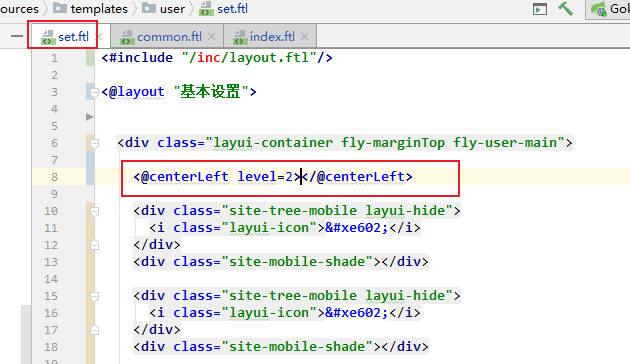 ources templates user set.ftl Gok
set.ftl common.ftl index.ftl
1 <#include "/inc/layout.ftl"/>
2
3 <@layout "基本设置">
4
5
6 <div class="layui-container fly-marginTop fly-user-main">
7
8 <@centerLeft level=2></@centerLeft>
9
10 <div class="site-tree-mobile layui-hide">
11 <i class="layui-icon">&#xe602;</i>
12 </div>
13 <div class="site-mobile-shade"></div>
14
15 <div class="site-tree-mobile layui-hide">
16 <i class="layui-icon">&#xe602;</i>
17 </div>
18 <div class="site-mobile-shade"></div>